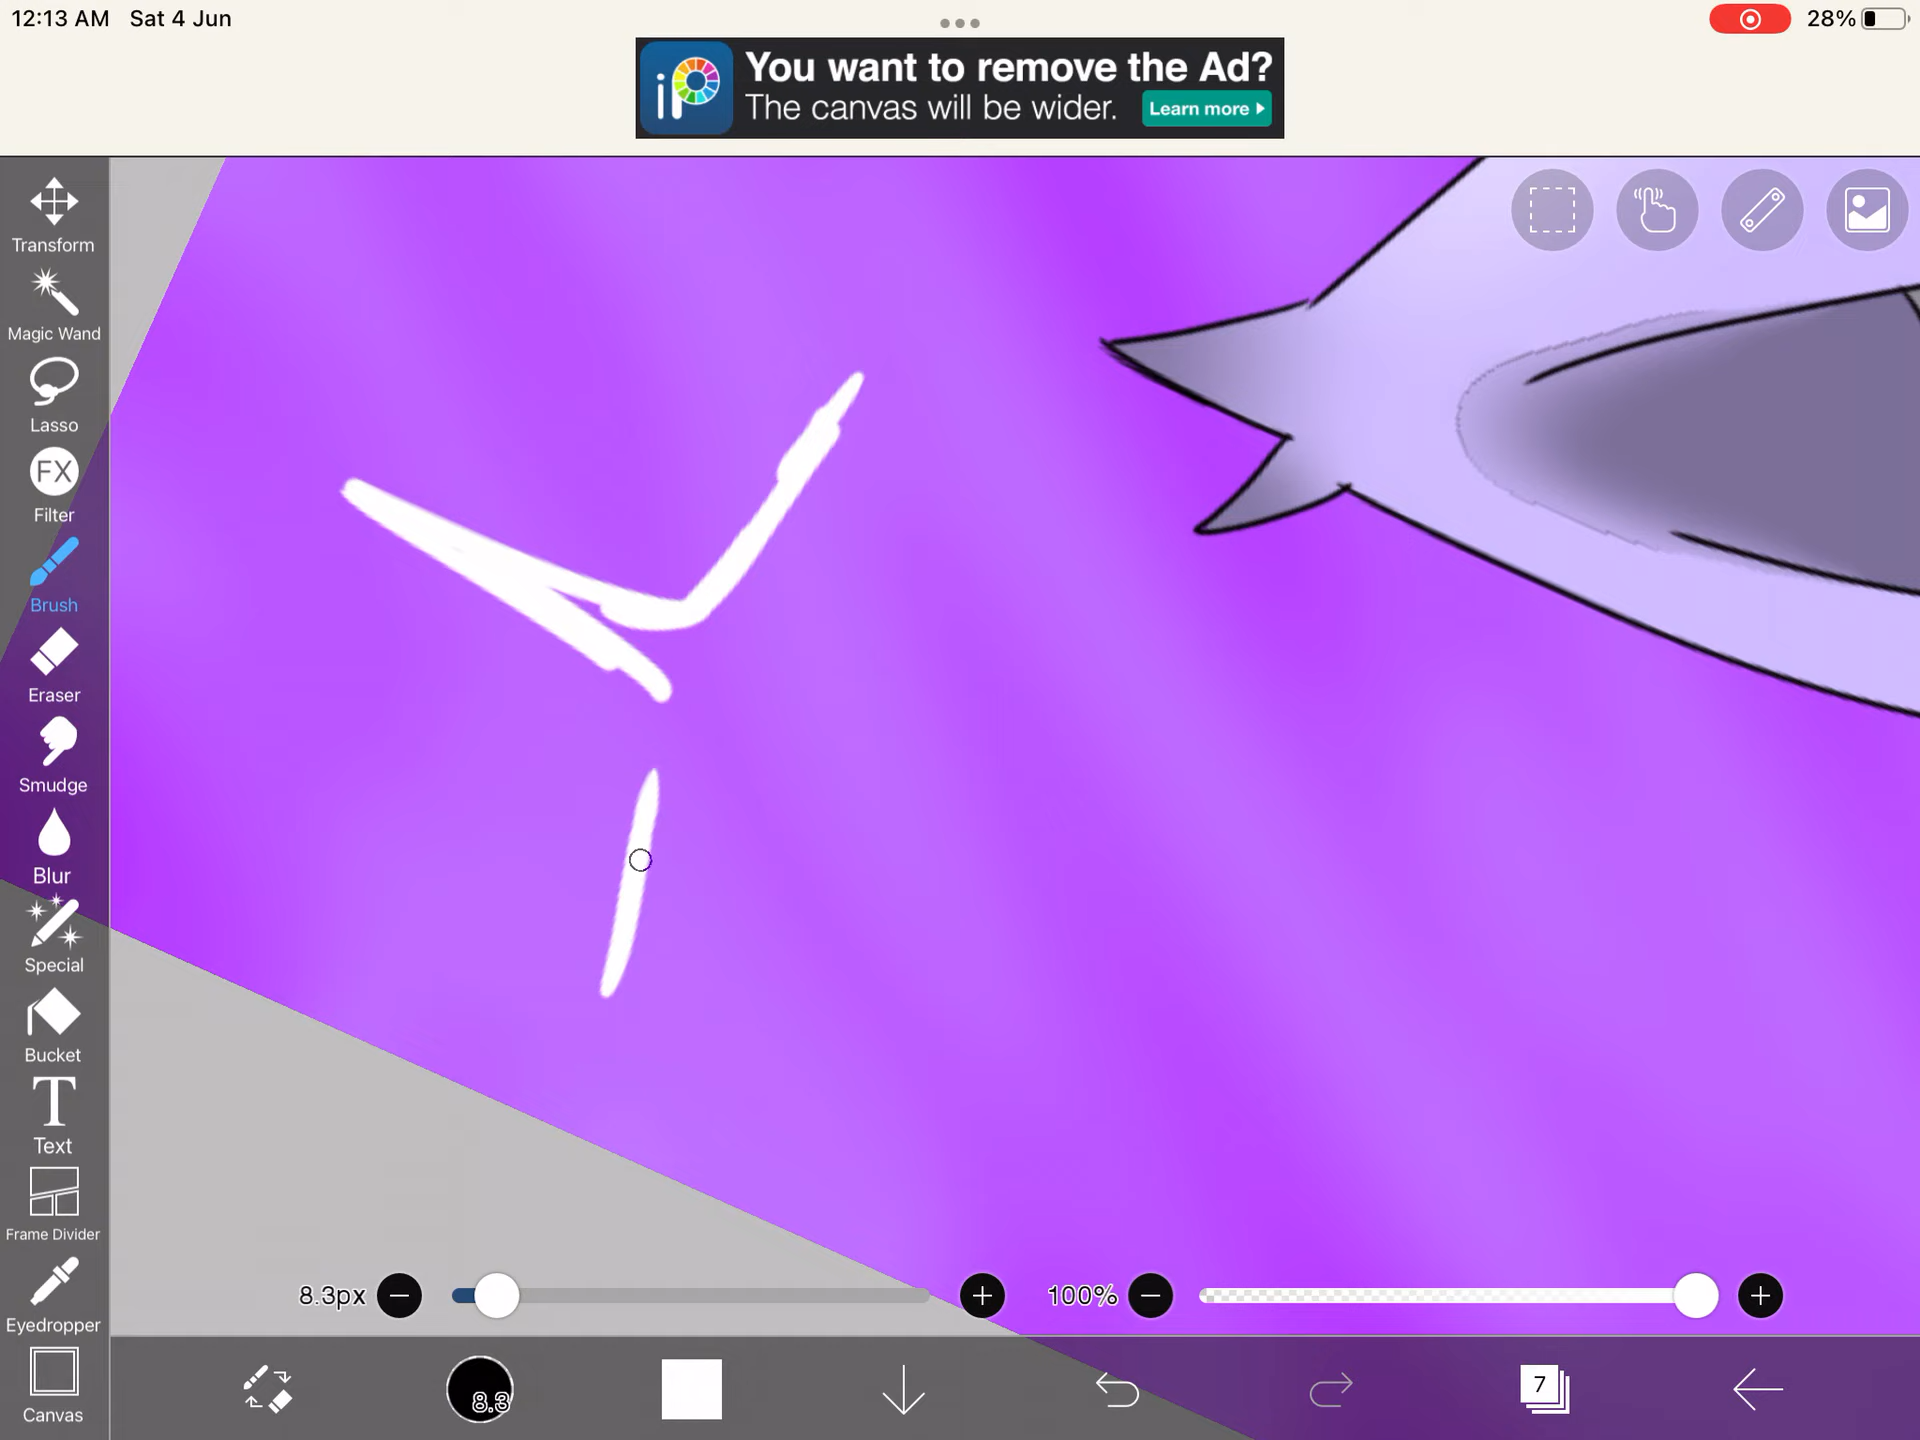 12:13 AM Sat 4 Jun
28%
iP
You want to remove the Ad?
The canvas will be wider.
Learn more
Transform
Magic Wand
Lasso
FX
Filter
Brush
Eraser
Smudge
Blur
Special
Bucket
T
Text
Frame Divider
Eyedropper
Canvas
8.3px
100%
8.3
7